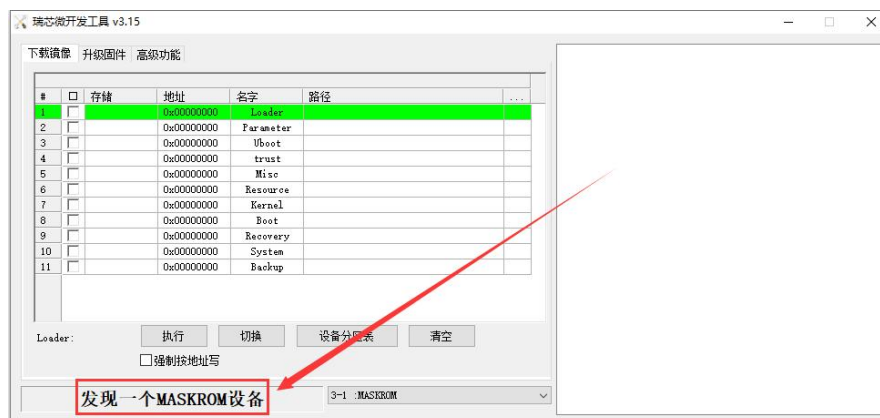 瑞芯微开发工具 v3.15
下载镜像 升级固件 高级功能
# 存储 地址 名字 路径 ...
1 0x00000000 Loader
2 0x00000000 Parameter
3 0x00000000 Uboot
4 0x00000000 trust
5 0x00000000 Misc
6 0x00000000 Resource
7 0x00000000 Kernel
8 0x00000000 Boot
9 0x00000000 Recovery
10 0x00000000 System
11 0x00000000 Backup
Loader: 执行 切换 设备分区表 清空
强制按地址写
发现一个MASKROM设备 3-1 :MASKROM